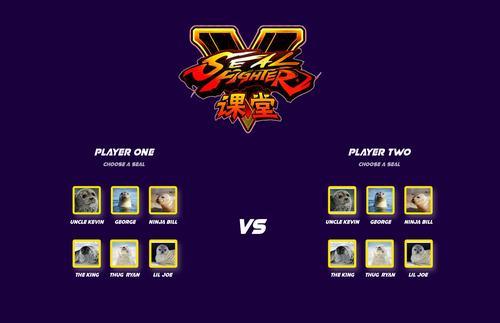 V
SEAL
FIGHTER
课堂
PLAYER ONE
CHOOSE A SEAL
UNCLE KEVIN GEORGE NINJA BILL
THE KING THUG RYAN LIL JOE
VS
PLAYER TWO
CHOOSE A SEAL
UNCLE KEVIN GEORGE NINJA BILL
THE KING THUG RYAN LIL JOE